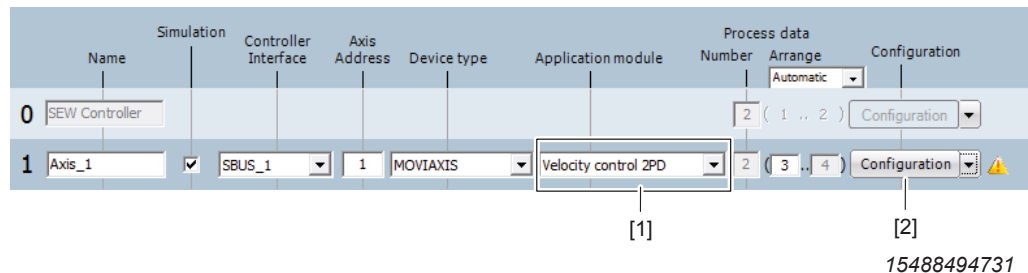 Name
Simulation
Controller
Interface
Axis
Address
Device type
Application module
Process data
Number
Arrange
Automatic
Configuration
0 SEW Controller 2 ( 1 .. 2 ) Configuration
1 Axis_1 SBUS_1 1 MOVIAXIS Velocity control 2PD 2 ( 3 .. 4 ) Configuration
[1] [2]
15488494731